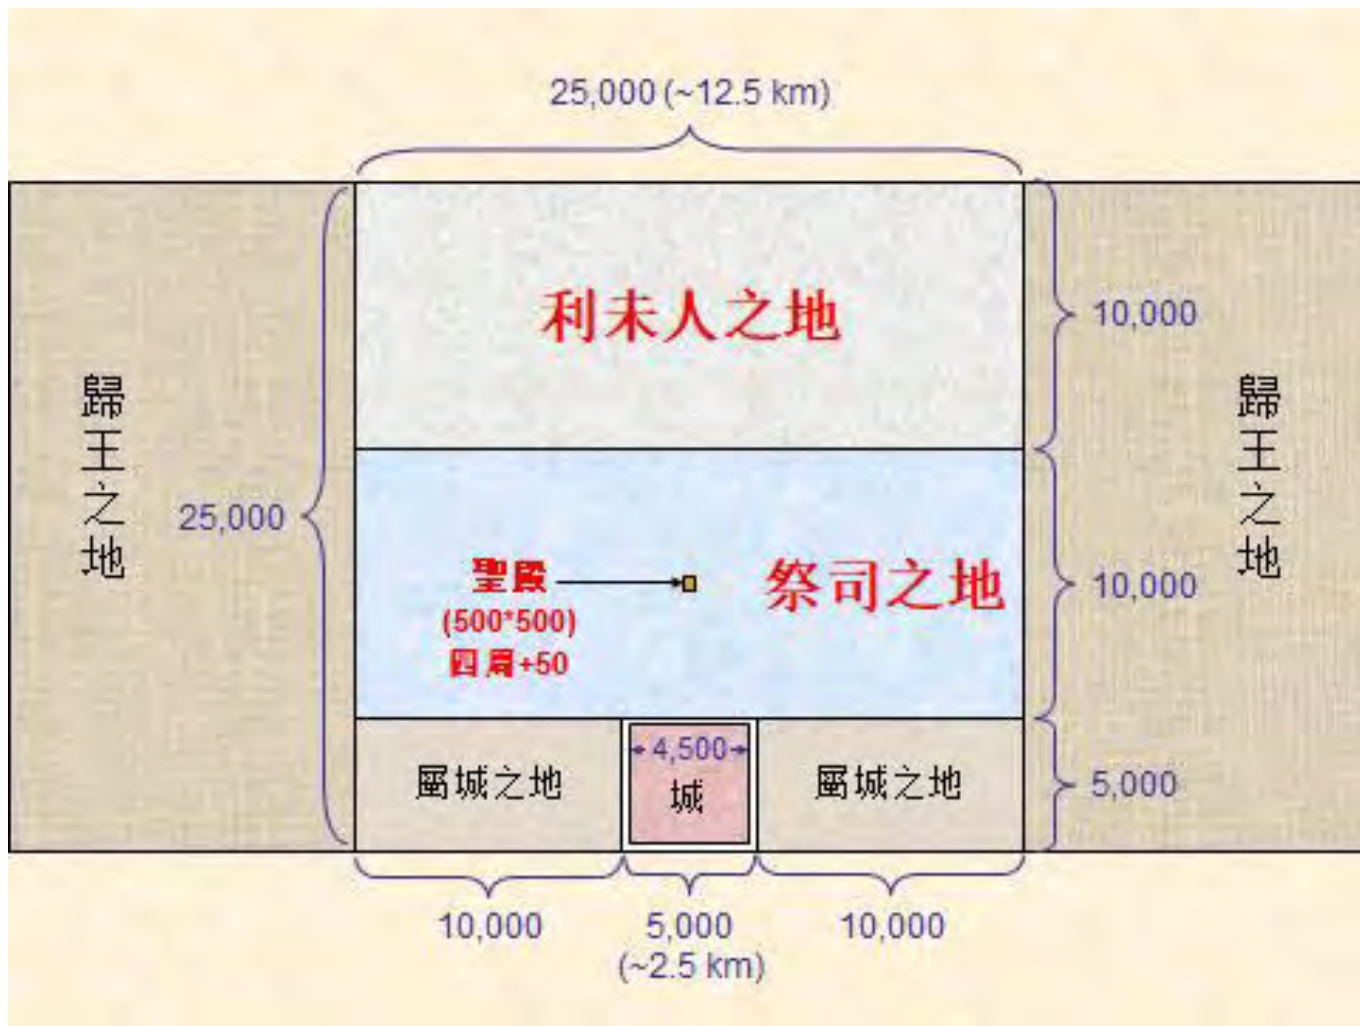 25,000 (~12.5 km)
利未人之地
10,000
歸王之地
25,000
歸王之地
聖殿
(500*500)
四周+50
祭司之地
10,000
屬城之地
4,500
城
屬城之地
5,000
10,000
5,000
(~2.5 km)
10,000